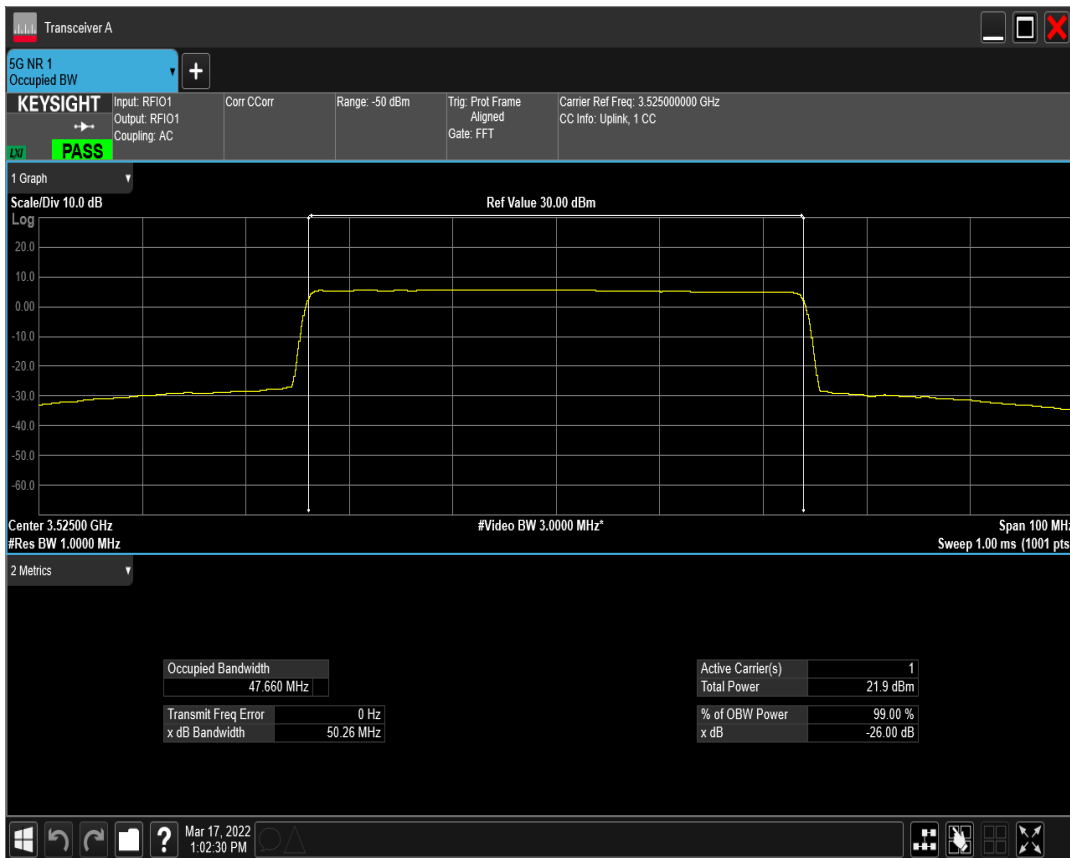 Transceiver A
5G NR 1
Occupied BW
+
KEYSIGHT
LXI
PASS
Input: RFIO1
Output: RFIO1
Coupling: AC
Corr CCorr
Range: -50 dBm
Trig: Prot Frame
Aligned
Gate: FFT
Carrier Ref Freq: 3.525000000 GHz
CC Info: Uplink, 1 CC
1 Graph
Scale/Div 10.0 dB
Ref Value 30.00 dBm
Log
20.0
10.0
0.00
-10.0
-20.0
-30.0
-40.0
-50.0
-60.0
Center 3.52500 GHz
#Video BW 3.0000 MHz*
Span 100 MHz
#Res BW 1.0000 MHz
Sweep 1.00 ms (1001 pts
2 Metrics
Occupied Bandwidth
47.660 MHz
Transmit Freq Error 0 Hz
x dB Bandwidth 50.26 MHz
Active Carrier(s) 1
Total Power 21.9 dBm
% of OBW Power 99.00 %
x dB -26.00 dB
?
Mar 17, 2022
1:02:30 PM